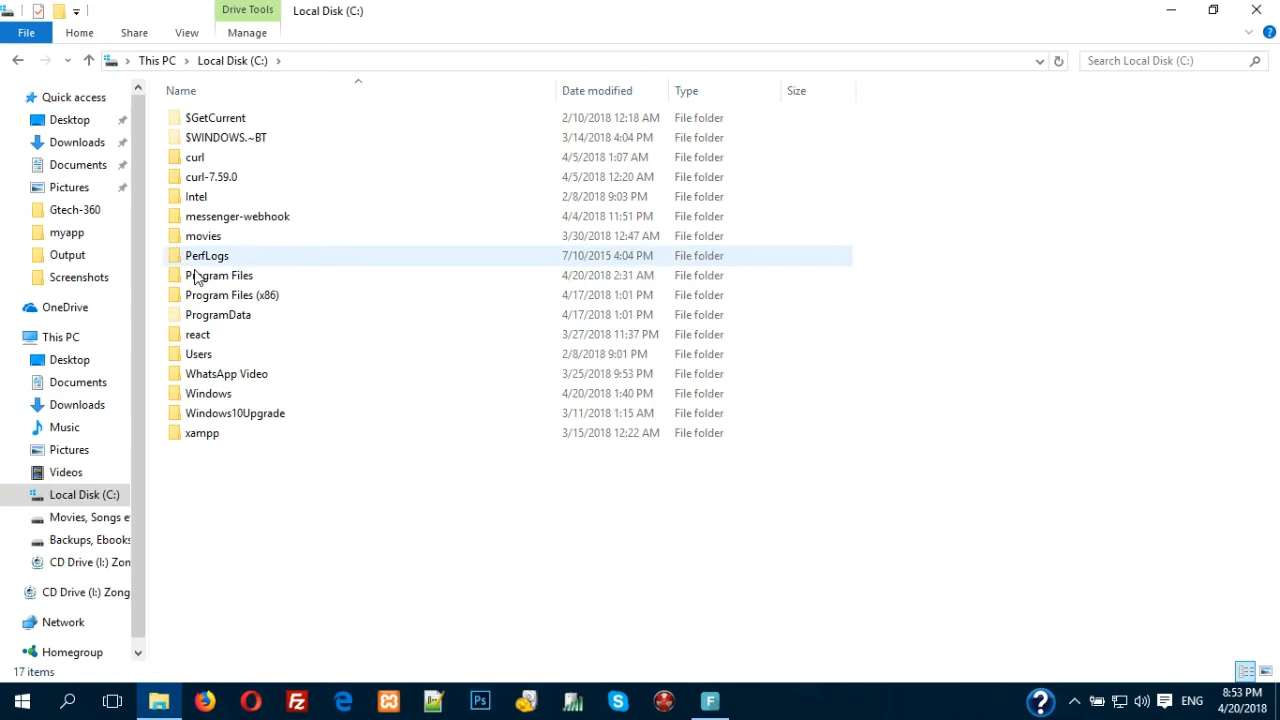 Drive Tools
Local Disk (C:)
File
Home
Share
View
Manage
This PC
Local Disk (C:)
Search Local Disk (C:)
Name
Date modified
Type
Size
$GetCurrent 2/10/2018 12:18 AM File folder
$WINDOWS.~BT 3/14/2018 4:04 PM File folder
curl 4/5/2018 1:07 AM File folder
curl-7.59.0 4/5/2018 12:20 AM File folder
Intel 2/8/2018 9:03 PM File folder
messenger-webhook 4/4/2018 11:51 PM File folder
movies 3/30/2018 12:47 AM File folder
PerfLogs 7/10/2015 4:04 PM File folder
Program Files 4/20/2018 2:31 AM File folder
Program Files (x86) 4/17/2018 1:01 PM File folder
ProgramData 4/17/2018 1:01 PM File folder
react 3/27/2018 11:37 PM File folder
Users 2/8/2018 9:01 PM File folder
WhatsApp Video 3/25/2018 9:53 PM File folder
Windows 4/20/2018 1:40 PM File folder
Windows10Upgrade 3/11/2018 1:15 AM File folder
xampp 3/15/2018 12:22 AM File folder
Quick access
Desktop
Downloads
Documents
Pictures
Gtech-360
myapp
Output
Screenshots
OneDrive
This PC
Desktop
Documents
Downloads
Music
Pictures
Videos
Local Disk (C:)
Movies, Songs e
Backups, Ebooks
CD Drive (I:) Zon
CD Drive (I:) Zong
Network
Homegroup
17 items
ENG
8:53 PM
4/20/2018